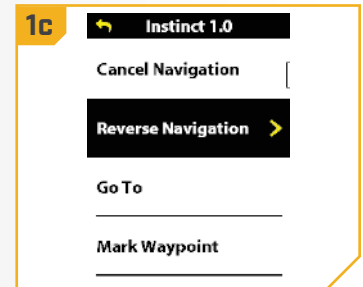 1c
Instinct 1.0
Cancel Navigation
Reverse Navigation
Go To
Mark Waypoint